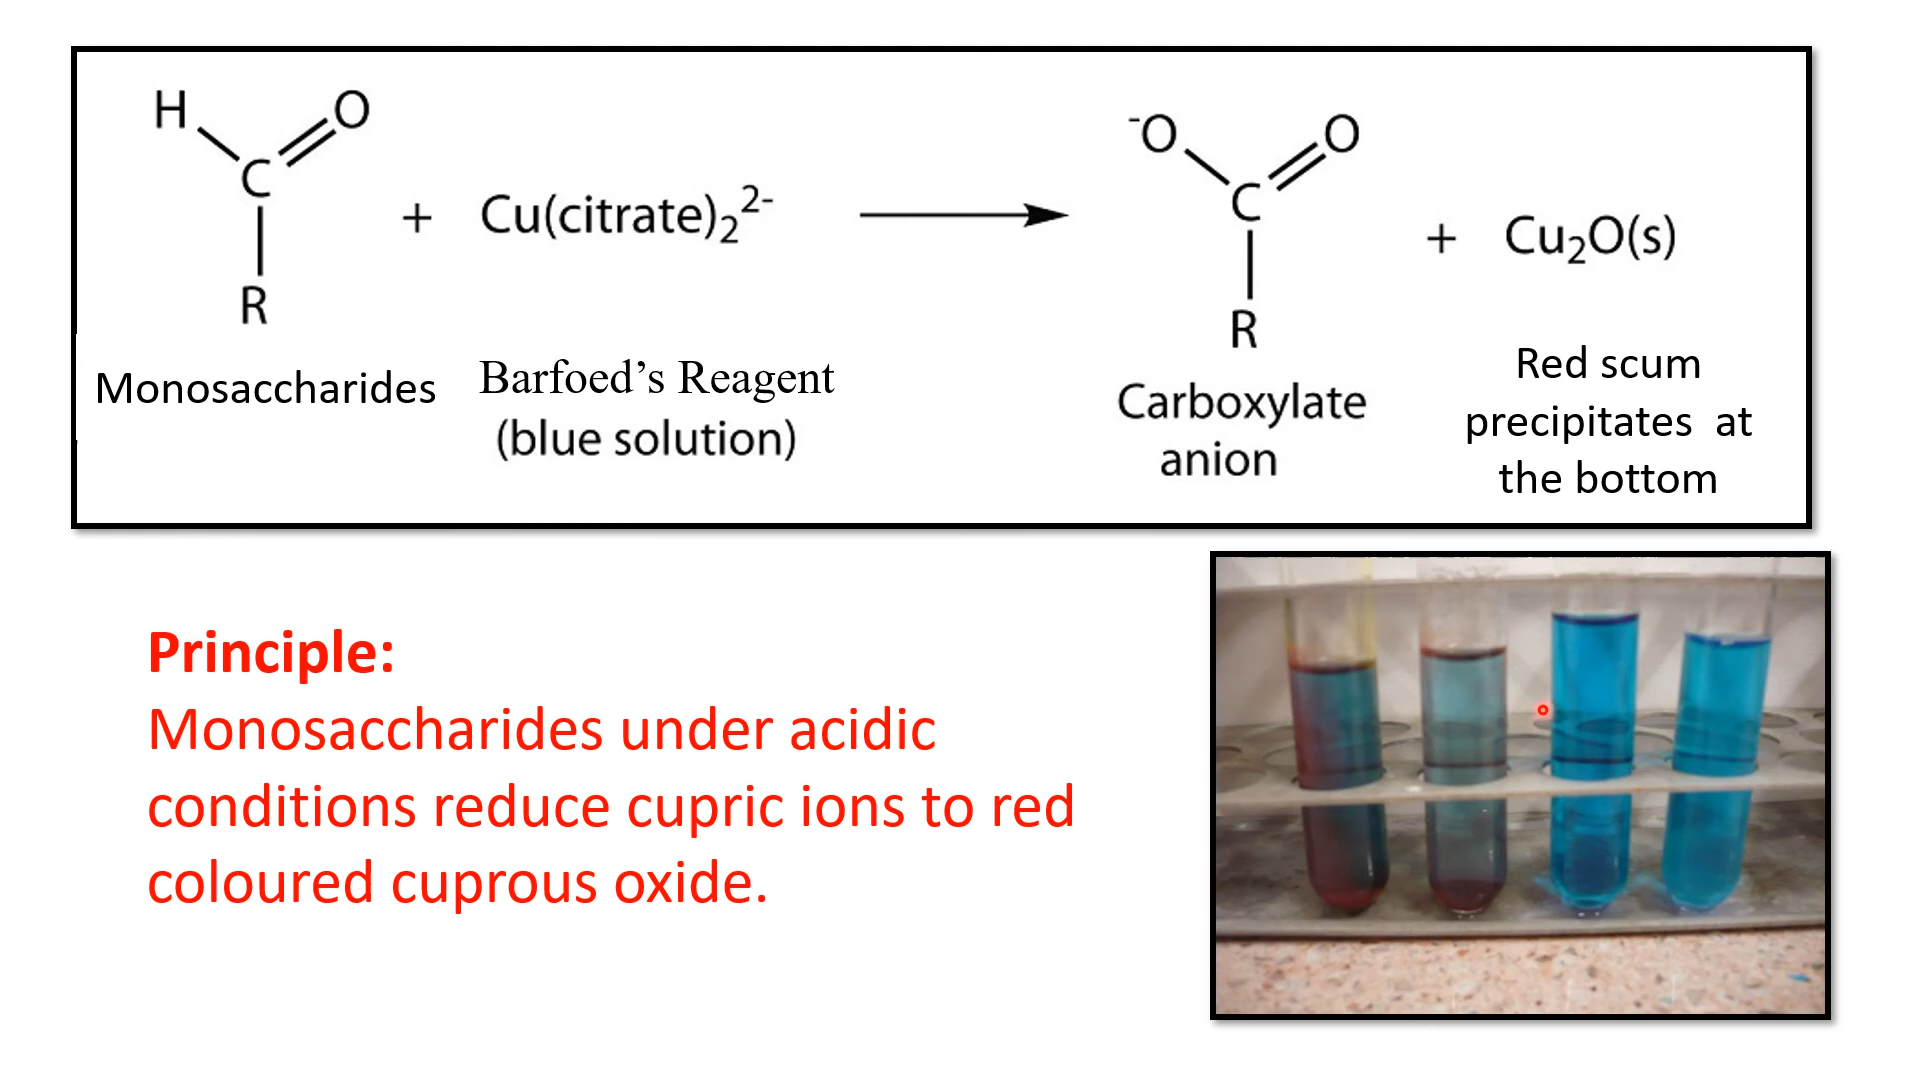 H O
C
R
+ Cu(citrate)₂²⁻
⁻O O
C
R
+ Cu₂O(s)
Monosaccharides
Barfoed’s Reagent
(blue solution)
Carboxylate
anion
Red scum
precipitates at
the bottom
Principle:
Monosaccharides under acidic
conditions reduce cupric ions to red
coloured cuprous oxide.